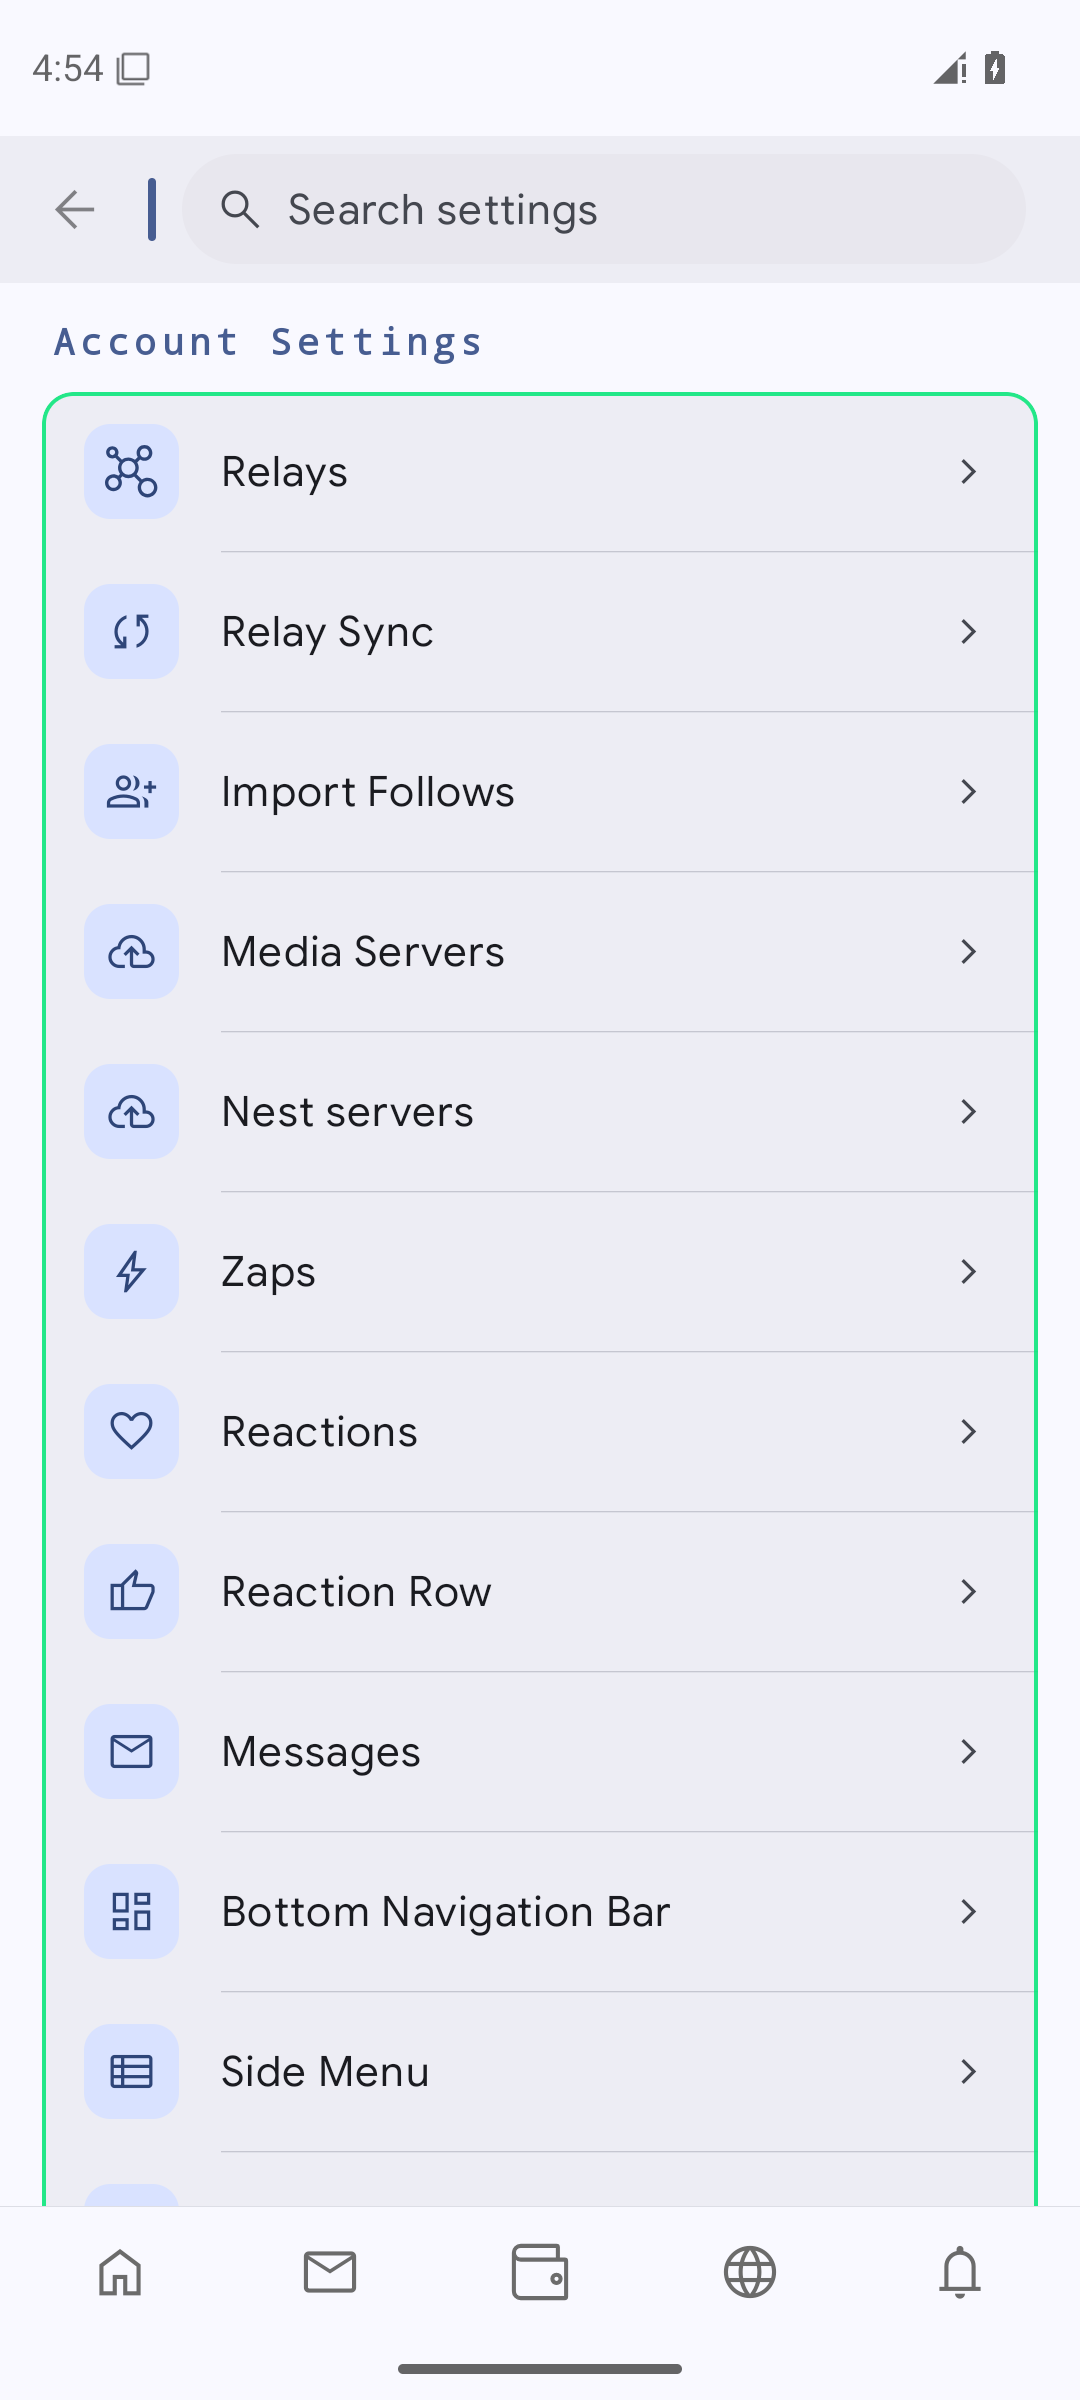 4:54
Search settings
Account Settings
Relays
Relay Sync
Import Follows
Media Servers
Nest servers
Zaps
Reactions
Reaction Row
Messages
Bottom Navigation Bar
Side Menu